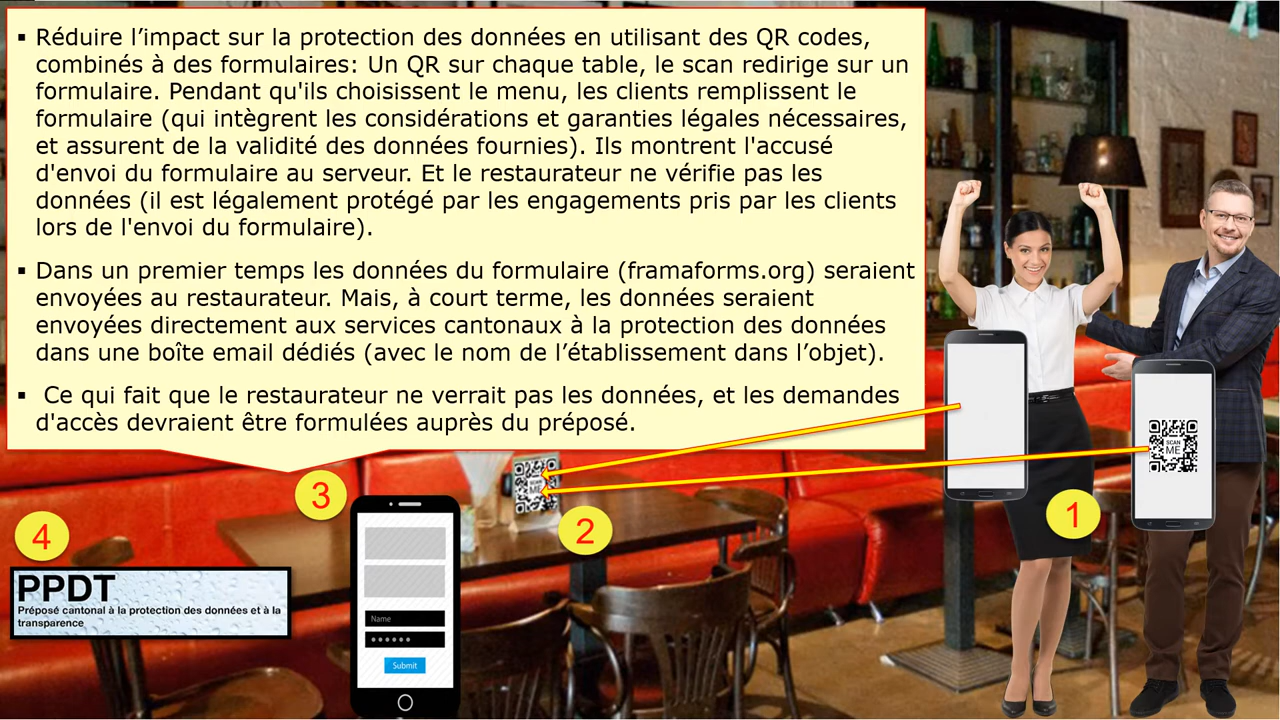 ▪ Réduire l’impact sur la protection des données en utilisant des QR codes,
combinés à des formulaires: Un QR sur chaque table, le scan redirige sur un
formulaire. Pendant qu'ils choisissent le menu, les clients remplissent le
formulaire (qui intègrent les considérations et garanties légales nécessaires,
et assurent de la validité des données fournies). Ils montrent l'accusé
d'envoi du formulaire au serveur. Et le restaurateur ne vérifie pas les
données (il est légalement protégé par les engagements pris par les clients
lors de l'envoi du formulaire).
▪ Dans un premier temps les données du formulaire (framaforms.org) seraient
envoyées au restaurateur. Mais, à court terme, les données seraient
envoyées directement aux services cantonaux à la protection des données
dans une boîte email dédiés (avec le nom de l’établissement dans l’objet).
▪ Ce qui fait que le restaurateur ne verrait pas les données, et les demandes
d'accès devraient être formulées auprès du préposé.
SCAN
ME
1
SCAN
ME
2
3
Name
Submit
4
PPDT
Préposé cantonal à la protection des données et à la
transparence